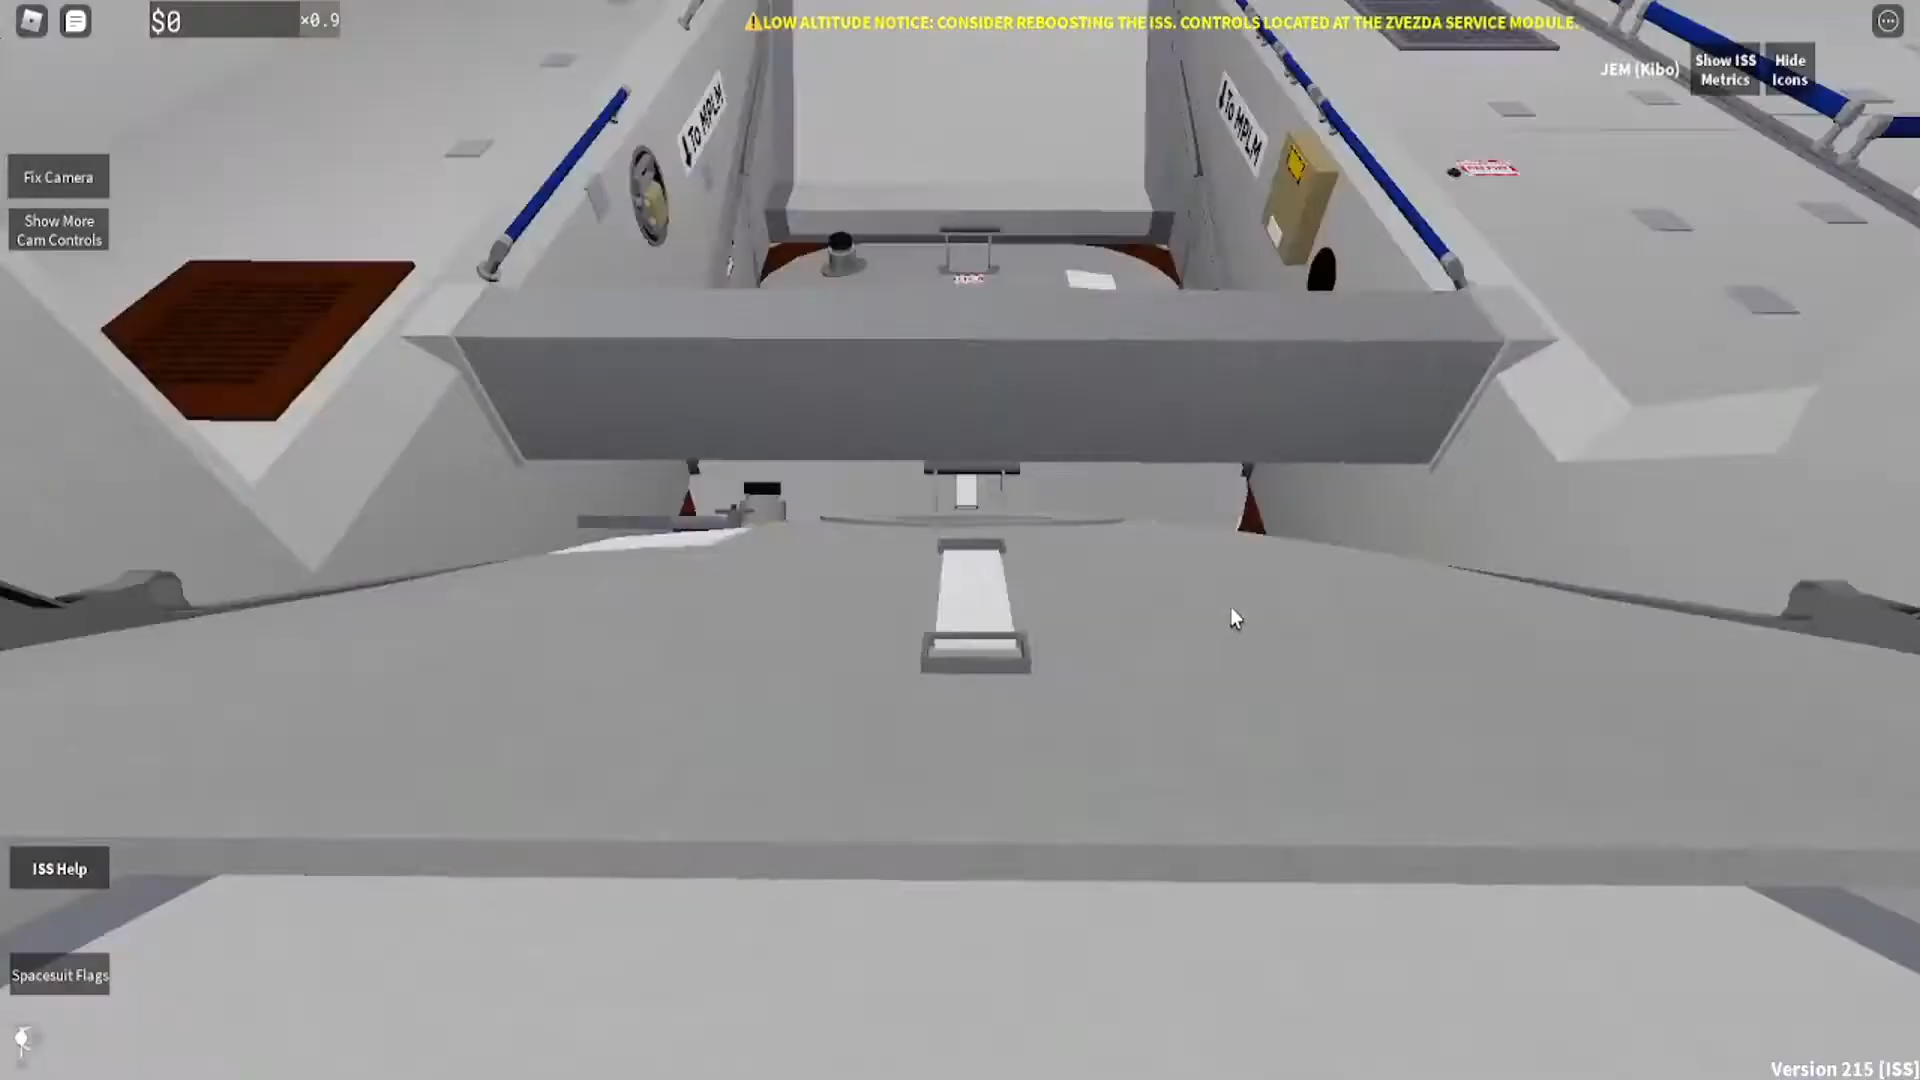 $0
×0.9
⚠LOW ALTITUDE NOTICE: CONSIDER REBOOSTING THE ISS. CONTROLS LOCATED AT THE ZVEZDA SERVICE MODULE.
JEM (Kibo)
Show ISS
Metrics
Hide
Icons
↓To MPLM
↓To MPLM
Fix Camera
Show More
Cam Controls
ISS Help
Spacesuit Flags
Version 215 [ISS]